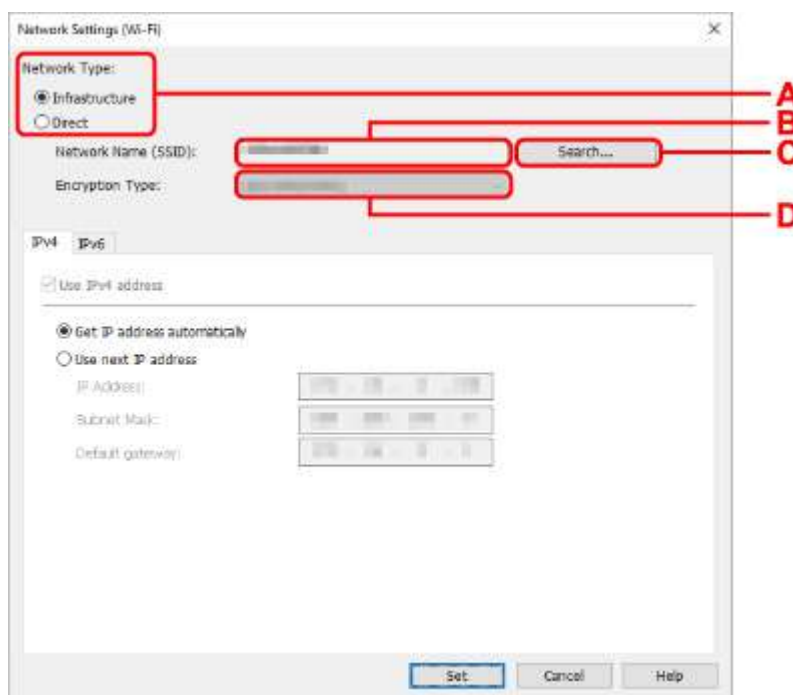 Network Settings (Wi-Fi)
Network Type:
A
Infrastructure
B
Direct
Network Name (SSID):
Search...
C
Encryption Type:
D
IPv4 IPv6
Use IPv4 address
Get IP address automatically
Use next IP address
IP Address:
Subnet Mask:
Default gateway:
Set Cancel Help